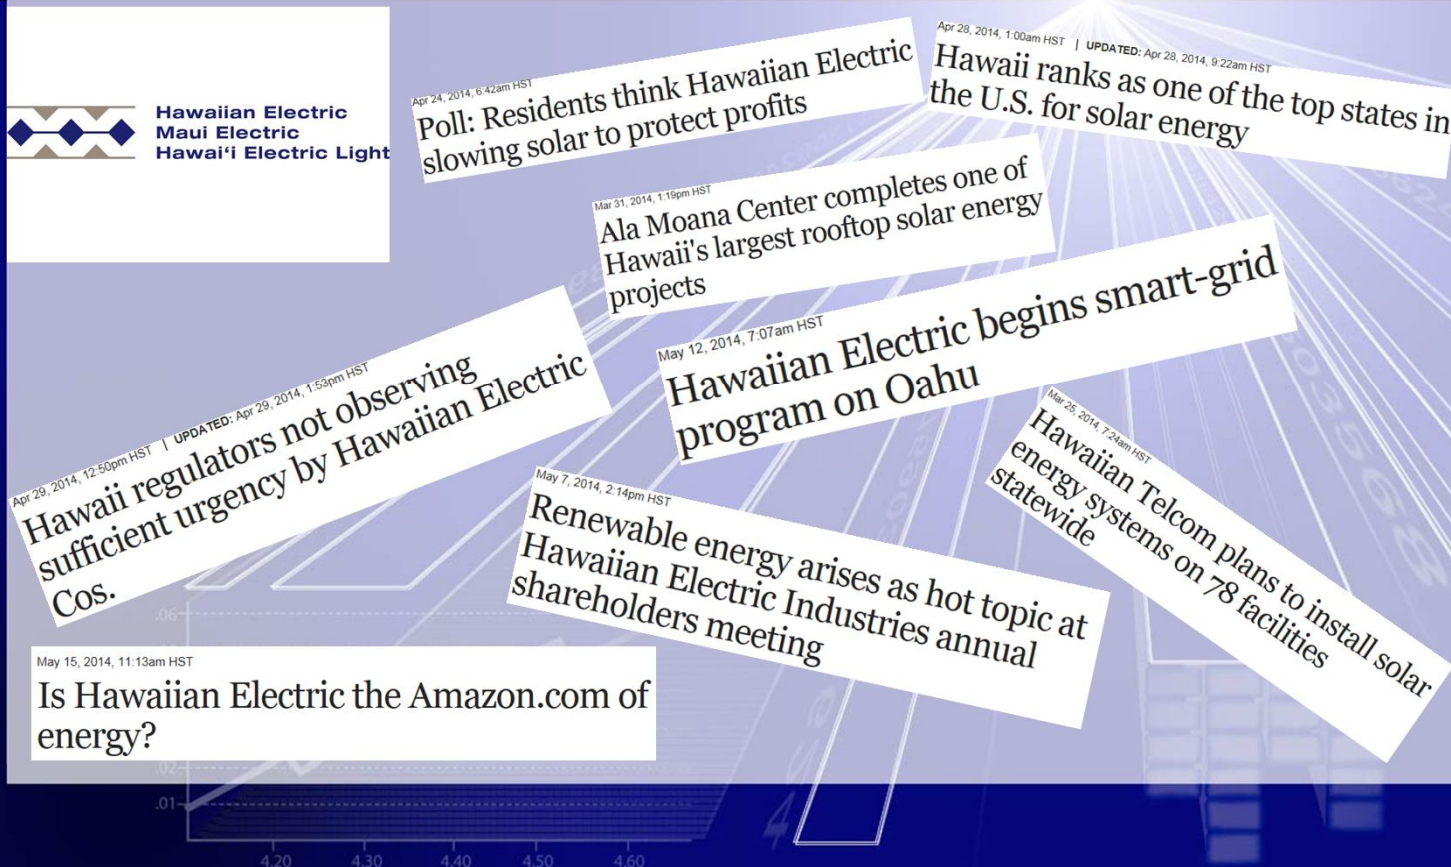 Hawaiian Electric
Maui Electric
Hawai‘i Electric Light
Apr 24, 2014, 6:42am HST
Poll: Residents think Hawaiian Electric
slowing solar to protect profits
Apr 28, 2014, 1:00am HST | UPDATED: Apr 28, 2014, 9:22am HST
Hawaii ranks as one of the top states in
the U.S. for solar energy
Mar 31, 2014, 1:19pm HST
Ala Moana Center completes one of
Hawaii's largest rooftop solar energy
projects
May 12, 2014, 7:07am HST
Hawaiian Electric begins smart-grid
program on Oahu
Apr 29, 2014, 12:50pm HST | UPDATED: Apr 29, 2014, 1:53pm HST
Hawaii regulators not observing
sufficient urgency by Hawaiian Electric
Cos.
May 7, 2014, 2:14pm HST
Renewable energy arises as hot topic at
Hawaiian Electric Industries annual
shareholders meeting
Mar 25, 2014, 7:24am HST
Hawaiian Telcom plans to install solar
energy systems on 78 facilities
statewide
May 15, 2014, 11:13am HST
Is Hawaiian Electric the Amazon.com of
energy?
.06
.02
.01
4.20 4.30 4.40 4.50 4.60